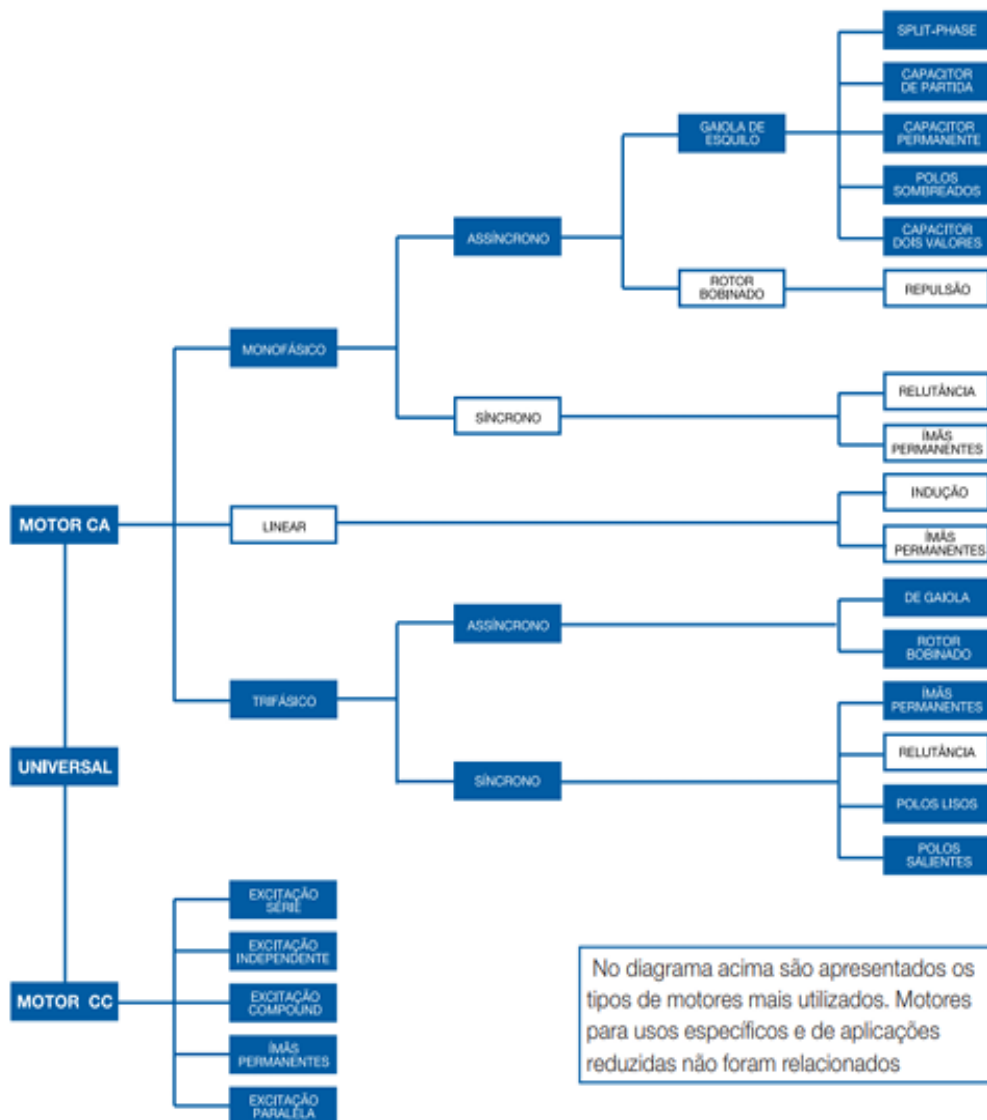 SPLIT-PHASE
CAPACITOR
DE PARTIDA
GAIOLA DE
ESQUILO
CAPACITOR
PERMANENTE
POLOS
SOMBREADOS
ASSÍNCRONO
CAPACITOR
DOIS VALORES
ROTOR
BOBINADO
REPULSÃO
MONOFÁSICO
RELUTÂNCIA
SÍNCRONO
ÍMÃS
PERMANENTES
INDUÇÃO
MOTOR CA
LINEAR
ÍMÃS
PERMANENTES
DE GAIOLA
ASSÍNCRONO
ROTOR
BOBINADO
TRIFÁSICO
ÍMÃS
PERMANENTES
RELUTÂNCIA
UNIVERSAL
SÍNCRONO
POLOS LISOS
POLOS
SALIENTES
EXCITAÇÃO
SÉRIE
EXCITAÇÃO
INDEPENDENTE
MOTOR CC
EXCITAÇÃO
COMPOUND
ÍMÃS
PERMANENTES
EXCITAÇÃO
PARALELA
No diagrama acima são apresentados os
tipos de motores mais utilizados. Motores
para usos específicos e de aplicações
reduzidas não foram relacionados